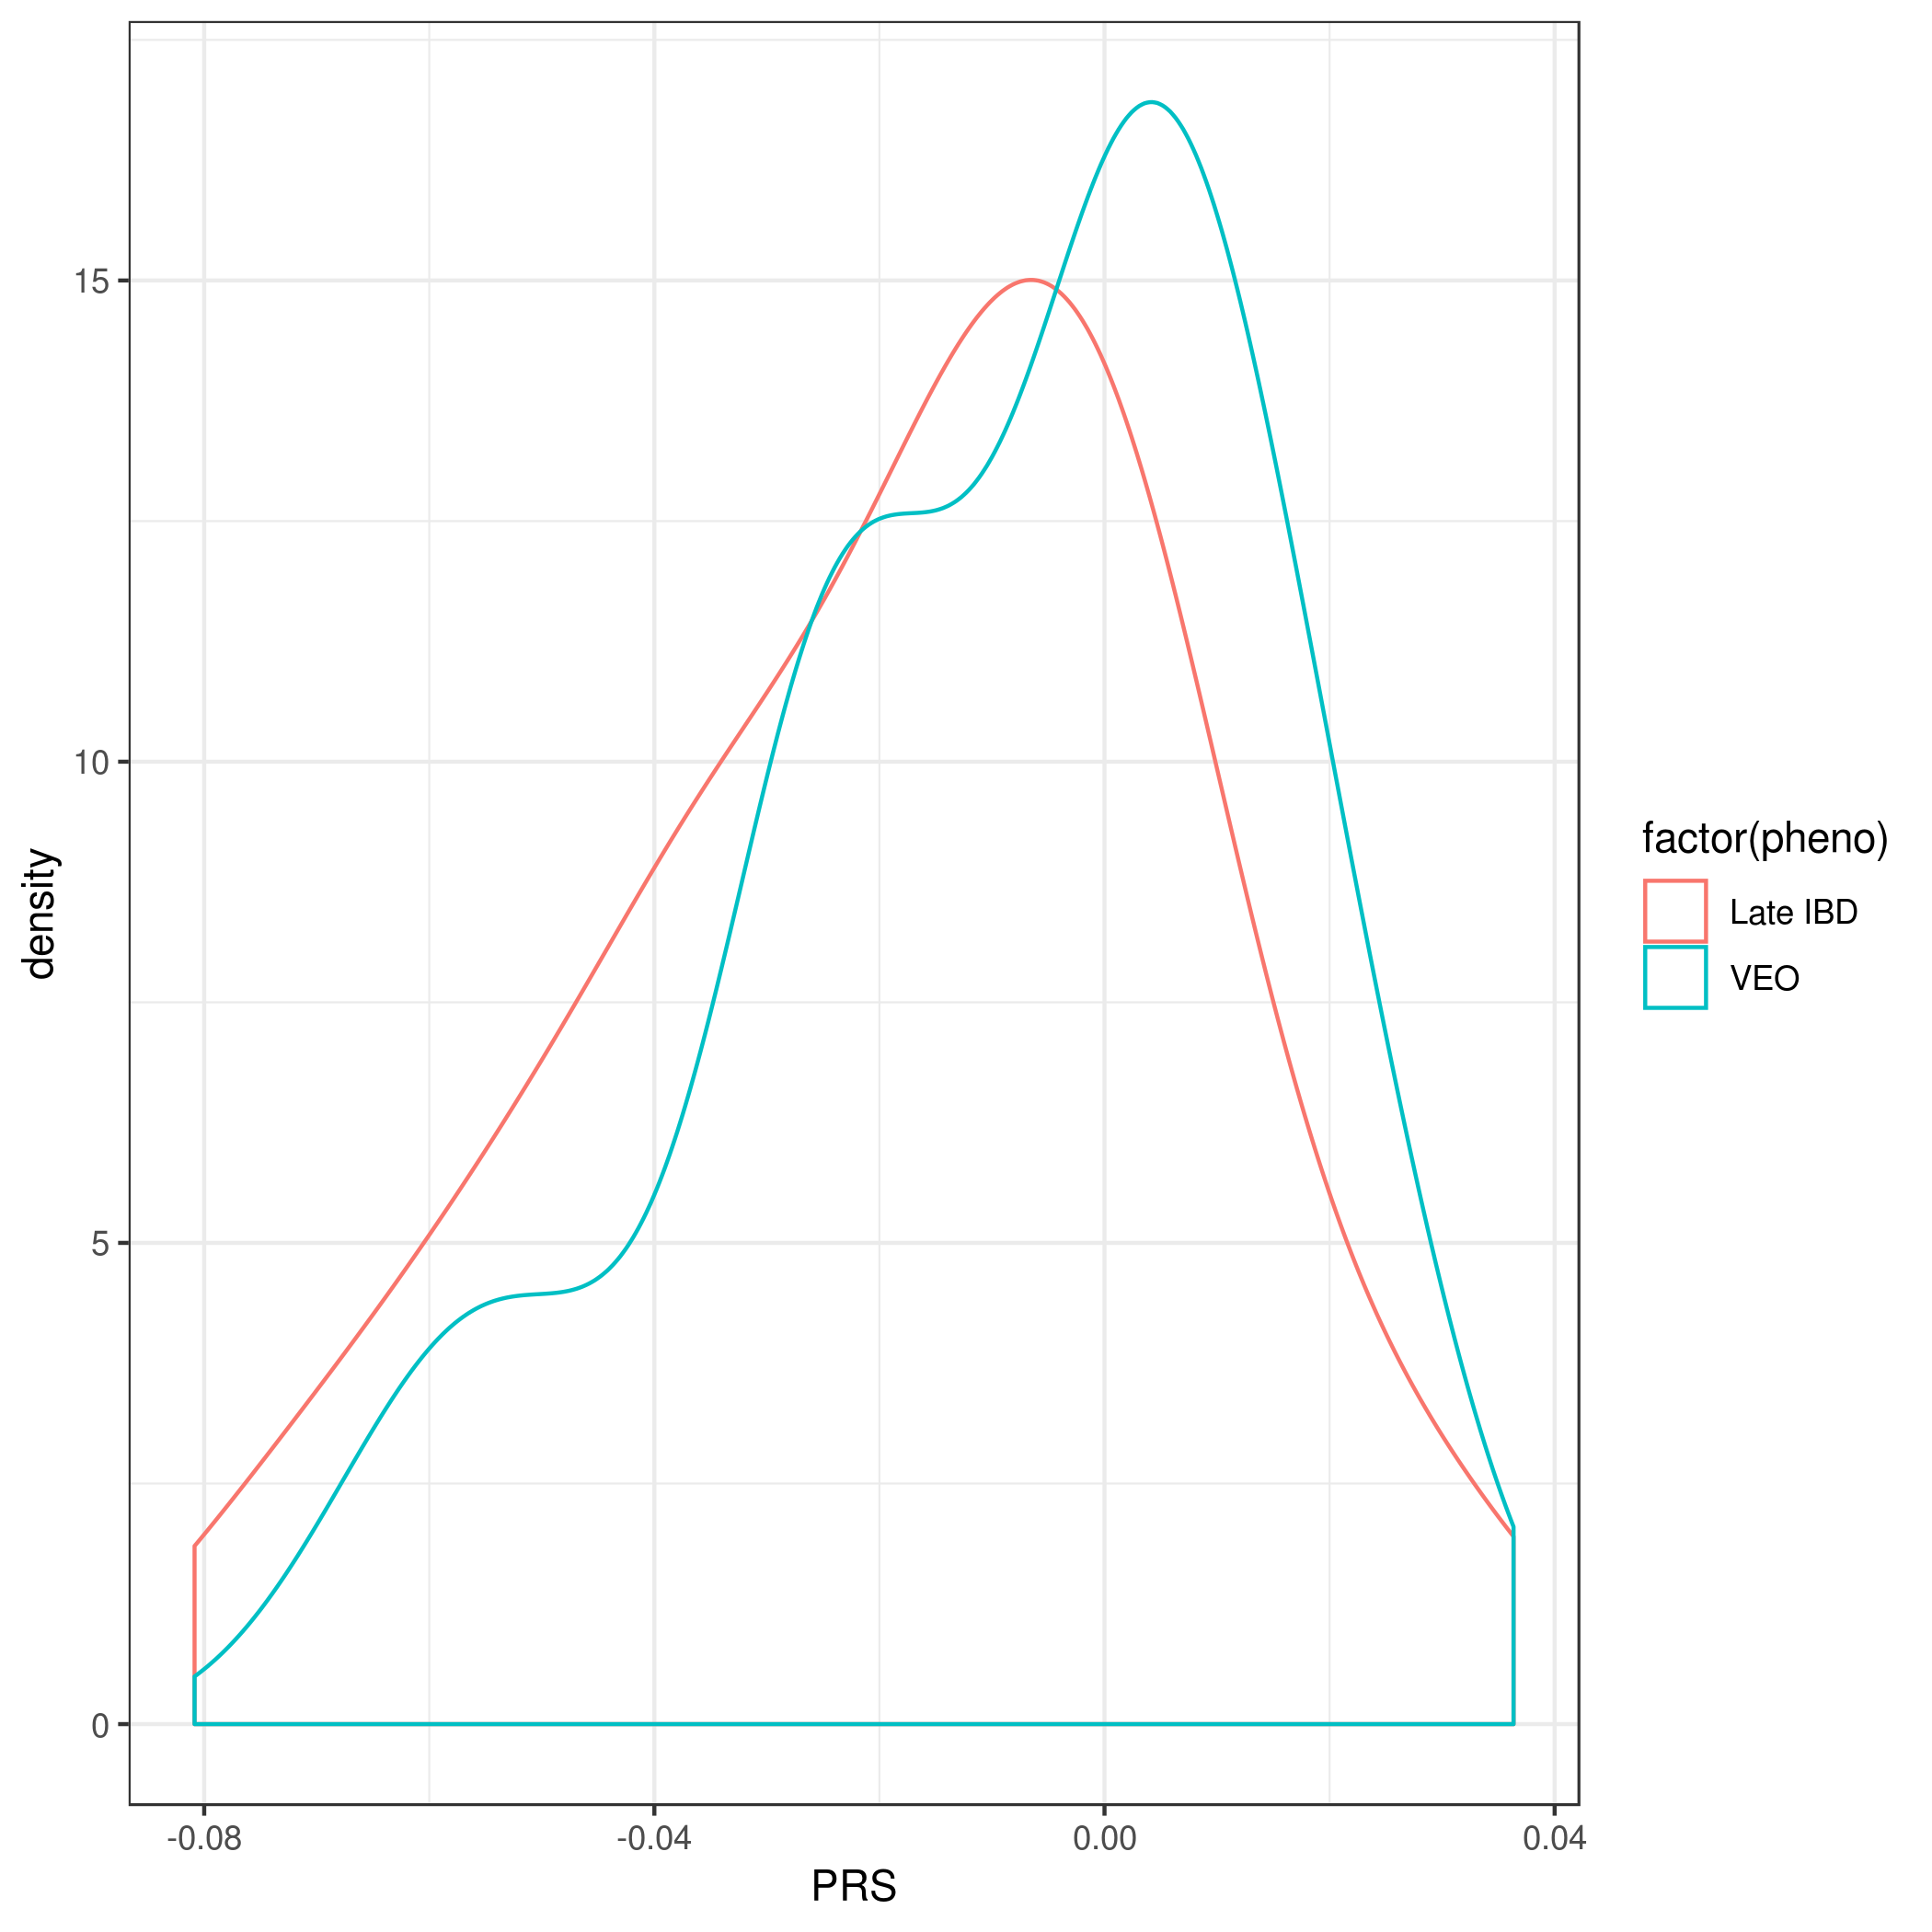 15
10
5
0
density
-0.08
-0.04
0.00
0.04
PRS
factor(pheno)
Late IBD
VEO